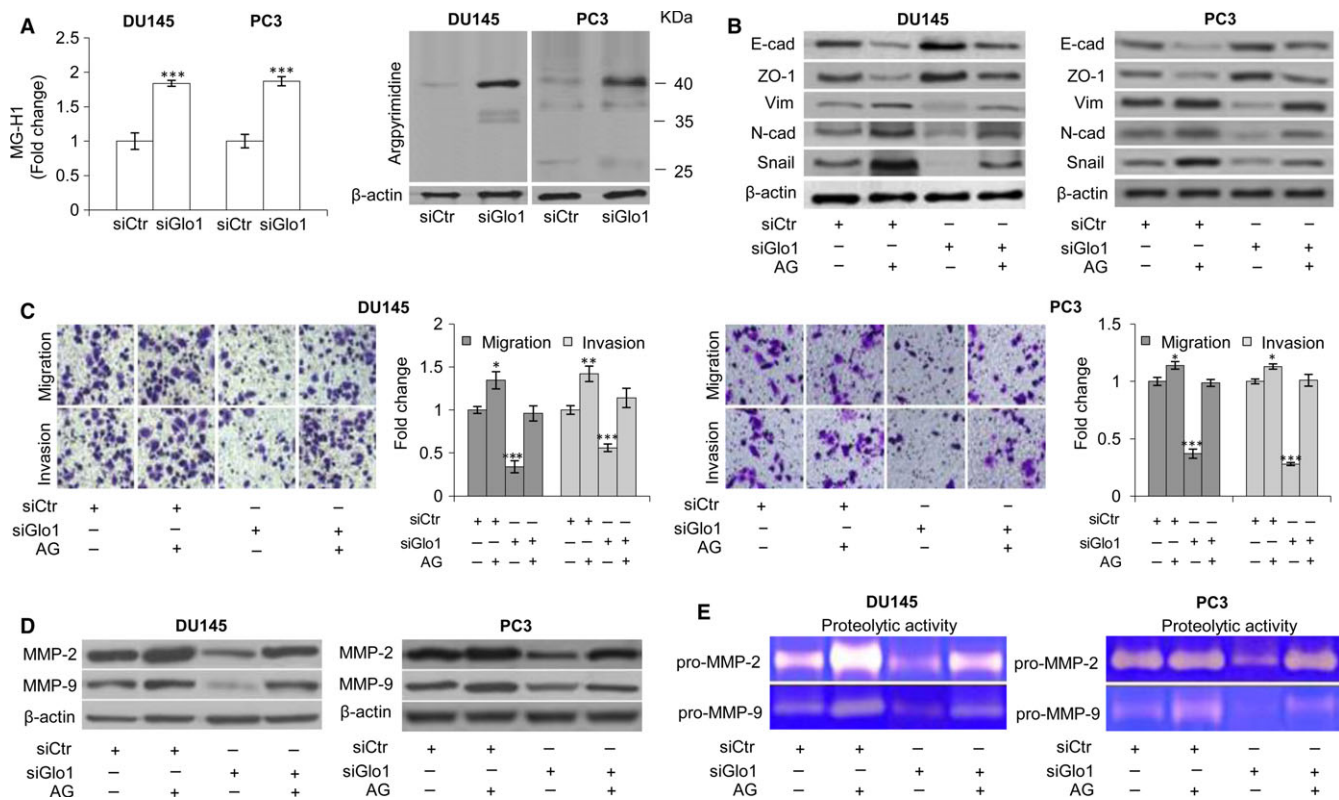 A
DU145 PC3
MG-H1
(Fold change)
2.5
2
1.5
1
0.5
0
*** ***
siCtr siGlo1 siCtr siGlo1
DU145 PC3 KDa
Argpyrimidine
40
35
25
β-actin
siCtr siGlo1 siCtr siGlo1
B
DU145
E-cad
ZO-1
Vim
N-cad
Snail
β-actin
siCtr + + – –
siGlo1 – – + +
AG – + – +
PC3
E-cad
ZO-1
Vim
N-cad
Snail
β-actin
siCtr + + – –
siGlo1 – – + +
AG – + – +
C
DU145
Migration
Invasion
siCtr + + – –
siGlo1 – – + +
AG – + – +
Fold change
2
1.5
1
0.5
0
Migration Invasion
* *** ** ***
siCtr + + – – + + – –
siGlo1 – – + + – – + +
AG – + – + – + – +
PC3
Migration
Invasion
siCtr + + – –
siGlo1 – – + +
AG – + – +
Fold change
1.5
1
0.5
0
Migration Invasion
* *** * ***
siCtr + + – – + + – –
siGlo1 – – + + – – + +
AG – + – + – + – +
D
DU145
MMP-2
MMP-9
β-actin
siCtr + + – –
siGlo1 – – + +
AG – + – +
PC3
MMP-2
MMP-9
β-actin
siCtr + + – –
siGlo1 – – + +
AG – + – +
E
DU145
Proteolytic activity
pro-MMP-2
pro-MMP-9
siCtr + + – –
siGlo1 – – + +
AG – + – +
PC3
Proteolytic activity
pro-MMP-2
pro-MMP-9
siCtr + + – –
siGlo1 – – + +
AG – + – +